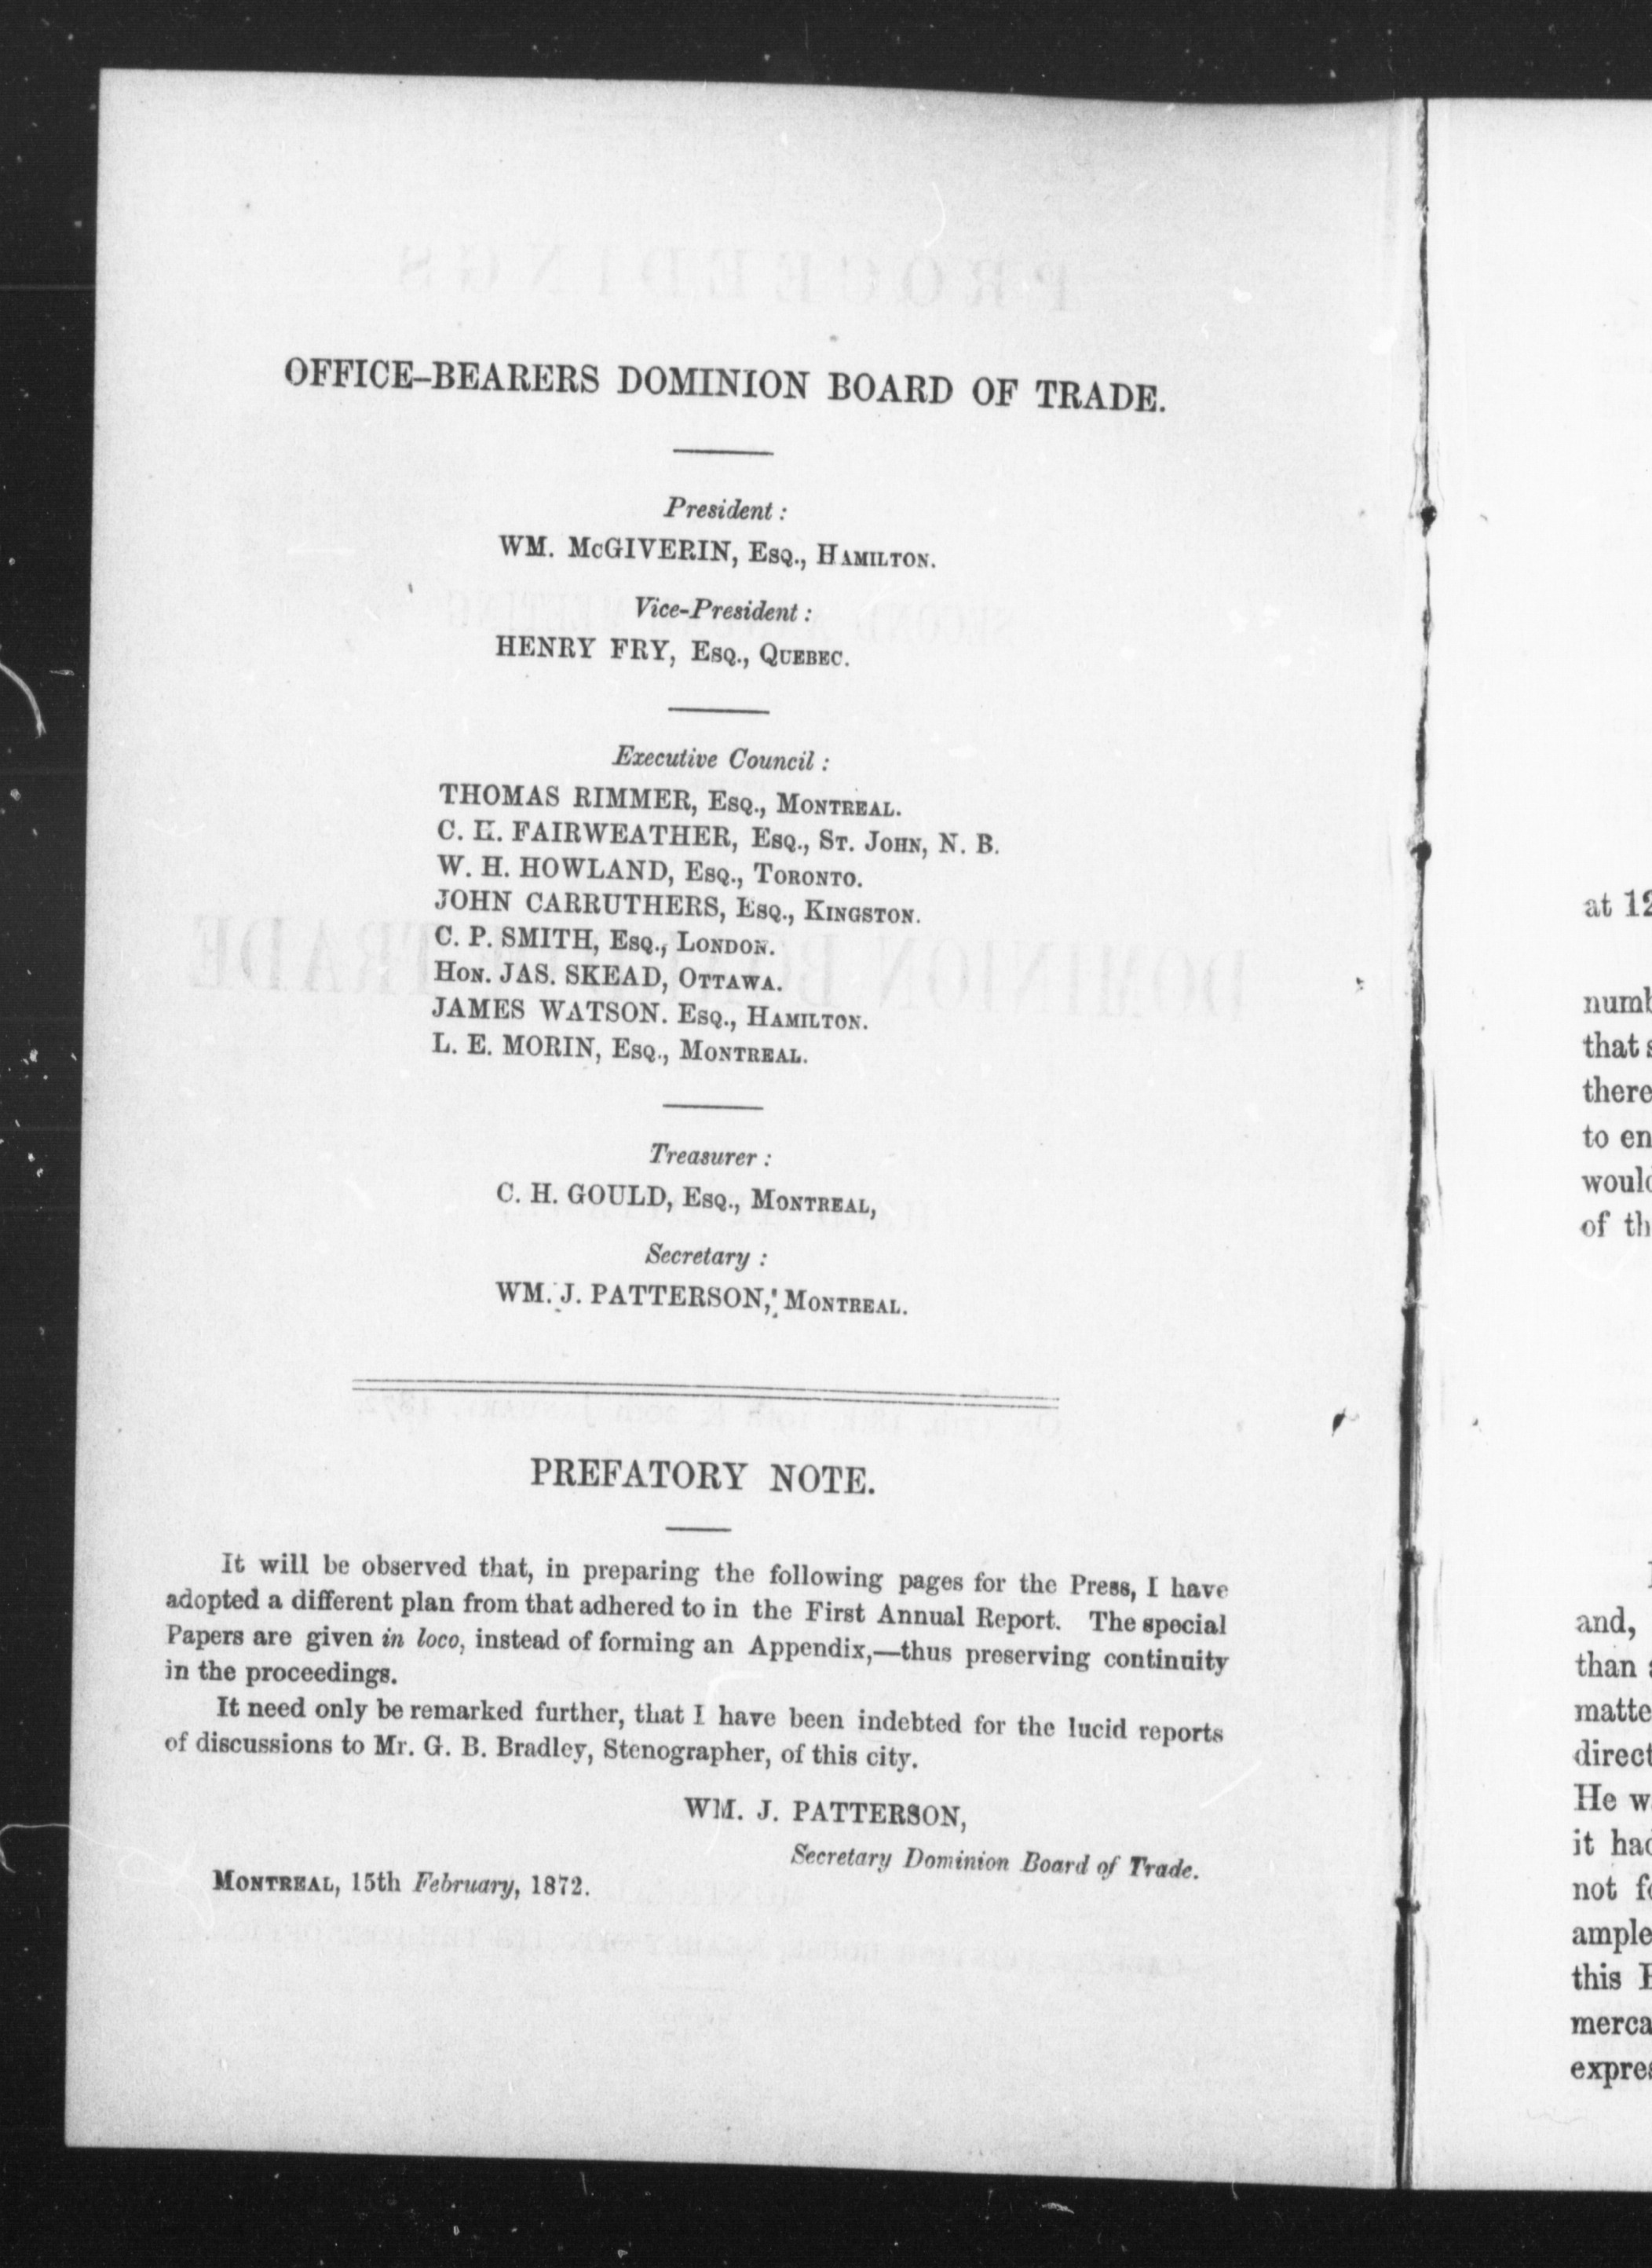 OFFICE-BEARERS DOMINION BOARD OF TRADE.
President:
WM. McGIVERIN, Esq., Hamilton.
Vice-President:
HENRY FRY, Esq., Quebec.
Executive Council:
THOMAS RIMMER, Esq., Montreal.
C. H. FAIRWEATHER, Esq., St. John, N. B.
W. H. HOWLAND, Esq., Toronto.
JOHN CARRUTHERS, Esq., Kingston.
C. P. SMITH, Esq., London.
Hon. JAS. SKEAD, Ottawa.
JAMES WATSON. Esq., Hamilton.
L. E. MORIN, Esq., Montreal.
Treasurer:
C. H. GOULD, Esq., Montreal,
Secretary:
WM. J. PATTERSON, Montreal.
PREFATORY NOTE.
It will be observed that, in preparing the following pages for the Press, I have
adopted a different plan from that adhered to in the First Annual Report. The special
Papers are given in loco, instead of forming an Appendix,—thus preserving continuity
in the proceedings.
It need only be remarked further, that I have been indebted for the lucid reports
of discussions to Mr. G. B. Bradley, Stenographer, of this city.
WM. J. PATTERSON,
Secretary Dominion Board of Trade.
Montreal, 15th February, 1872.
at 12
numb
that s
there
to en
would
of th
and,
than a
matte
direct
He w
it had
not f
ample
this
merca
expres